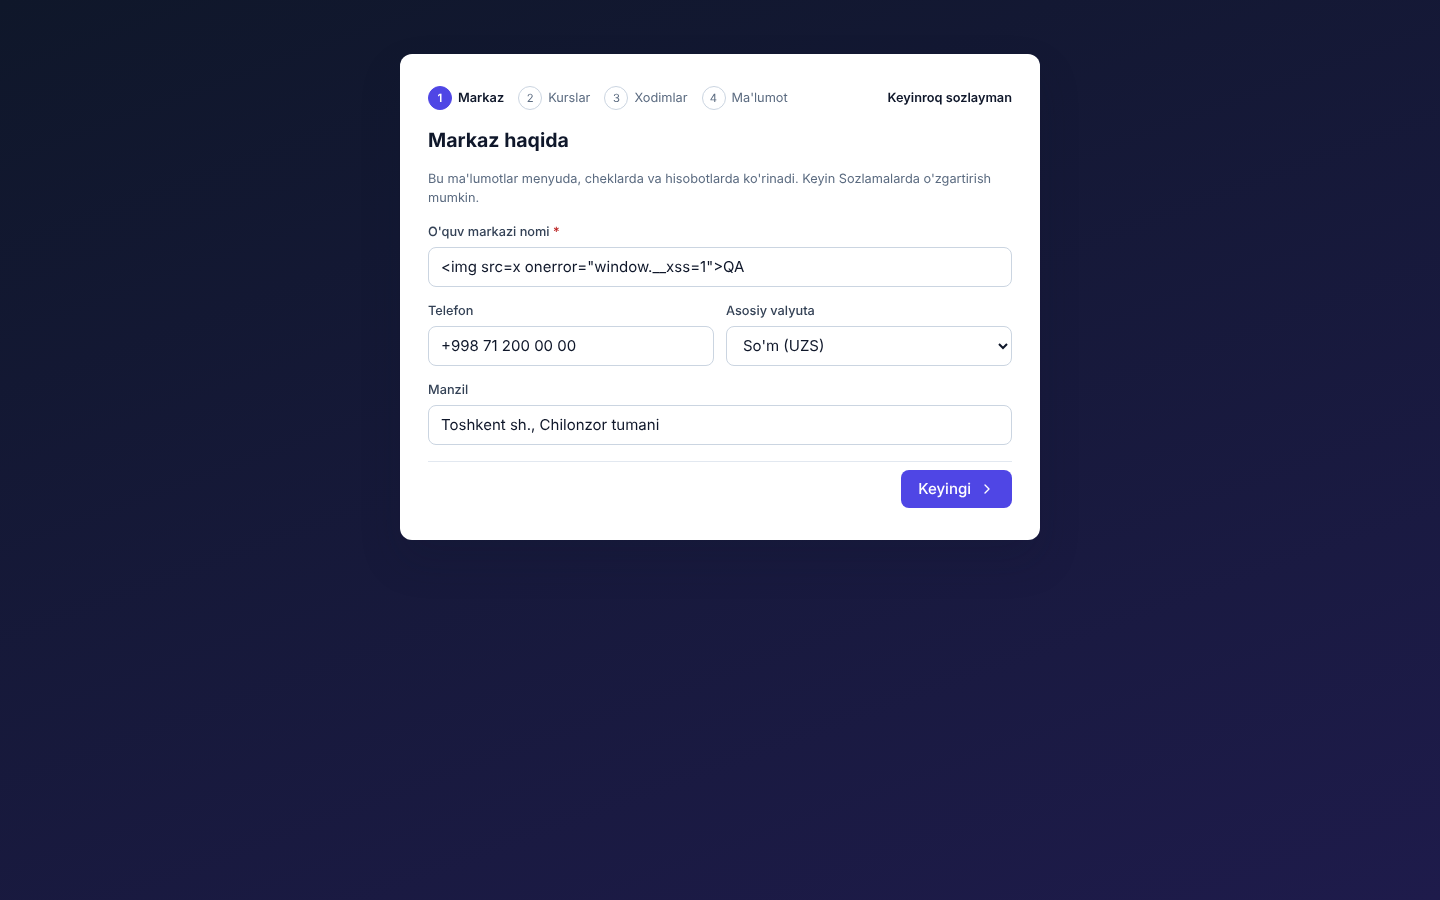 1 Markaz 2 Kurslar 3 Xodimlar 4 Ma'lumot Keyinroq sozlayman
Markaz haqida
Bu ma'lumotlar menyuda, cheklarda va hisobotlarda ko'rinadi. Keyin Sozlamalarda o'zgartirish
mumkin.
O'quv markazi nomi *
<img src=x onerror="window.__xss=1">QA
Telefon Asosiy valyuta
+998 71 200 00 00 So'm (UZS)
Manzil
Toshkent sh., Chilonzor tumani
Keyingi